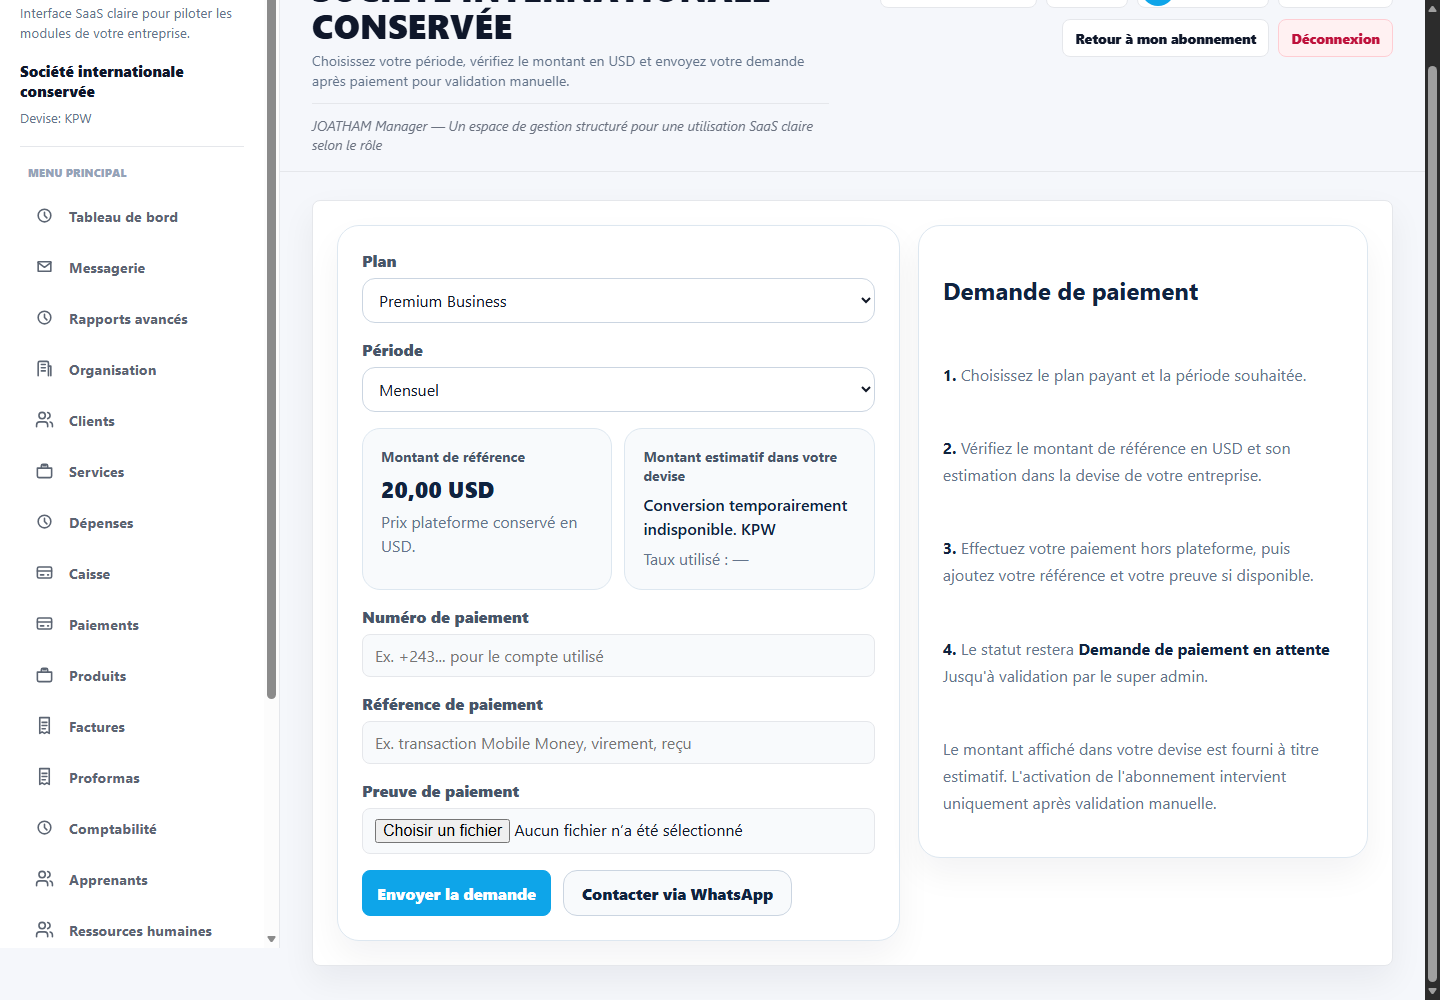 Interface SaaS claire pour piloter les
modules de votre entreprise.
Société internationale
conservée
Devise: KPW
MENU PRINCIPAL
Tableau de bord
Messagerie
Rapports avancés
Organisation
Clients
Services
Dépenses
Caisse
Paiements
Produits
Factures
Proformas
Comptabilité
Apprenants
Ressources humaines
SOCIÉTÉ INTERNATIONALE
CONSERVÉE
Choisissez votre période, vérifiez le montant en USD et envoyez votre demande
après paiement pour validation manuelle.
JOATHAM Manager — Un espace de gestion structuré pour une utilisation SaaS claire
selon le rôle
Retour à mon abonnement
Déconnexion
Plan
Premium Business
Période
Mensuel
Montant de référence
20,00 USD
Prix plateforme conservé en
USD.
Montant estimatif dans votre
devise
Conversion temporairement
indisponible. KPW
Taux utilisé : —
Numéro de paiement
Ex. +243... pour le compte utilisé
Référence de paiement
Ex. transaction Mobile Money, virement, reçu
Preuve de paiement
Choisir un fichier Aucun fichier n’a été sélectionné
Envoyer la demande
Contacter via WhatsApp
Demande de paiement
1. Choisissez le plan payant et la période souhaitée.
2. Vérifiez le montant de référence en USD et son
estimation dans la devise de votre entreprise.
3. Effectuez votre paiement hors plateforme, puis
ajoutez votre référence et votre preuve si disponible.
4. Le statut restera Demande de paiement en attente
Jusqu'à validation par le super admin.
Le montant affiché dans votre devise est fourni à titre
estimatif. L'activation de l'abonnement intervient
uniquement après validation manuelle.